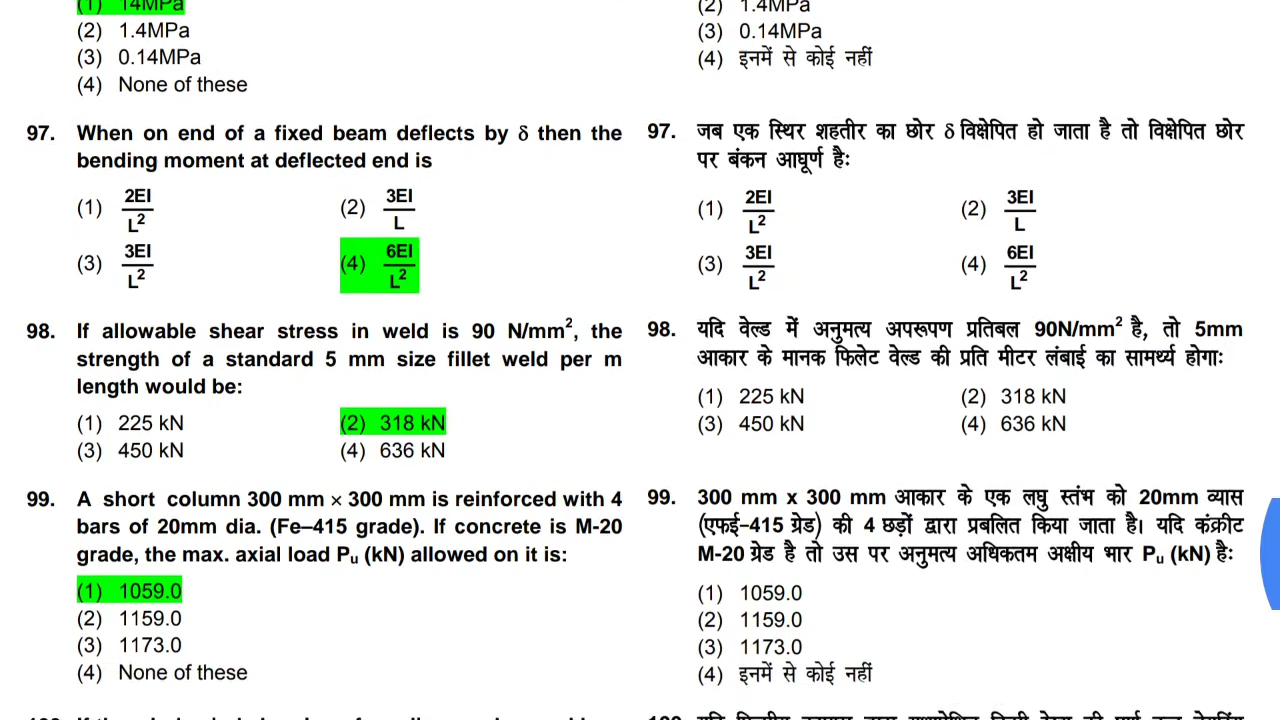 (1) 14MPa
(2) 1.4MPa
(3) 0.14MPa
(4) None of these
97. When on end of a fixed beam deflects by δ then the
bending moment at deflected end is
(1) 2EI/L²
(2) 3EI/L
(3) 3EI/L²
(4) 6EI/L²
98. If allowable shear stress in weld is 90 N/mm², the
strength of a standard 5 mm size fillet weld per m
length would be:
(1) 225 kN
(2) 318 kN
(3) 450 kN
(4) 636 kN
99. A short column 300 mm × 300 mm is reinforced with 4
bars of 20mm dia. (Fe–415 grade). If concrete is M-20
grade, the max. axial load Pu (kN) allowed on it is:
(1) 1059.0
(2) 1159.0
(3) 1173.0
(4) None of these
(2) 1.4MPa
(3) 0.14MPa
(4) इनमें से कोई नहीं
97. जब एक स्थिर शहतीर का छोर δ विक्षेपित हो जाता है तो विक्षेपित छोर
पर बंकन आघूर्ण हैः
(1) 2EI/L²
(2) 3EI/L
(3) 3EI/L²
(4) 6EI/L²
98. यदि वेल्ड में अनुमत्य अपरूपण प्रतिबल 90N/mm² है, तो 5mm
आकार के मानक फिलेट वेल्ड की प्रति मीटर लंबाई का सामर्थ्य होगाः
(1) 225 kN
(2) 318 kN
(3) 450 kN
(4) 636 kN
99. 300 mm x 300 mm आकार के एक लघु स्तंभ को 20mm व्यास
(एफई–415 ग्रेड) की 4 छड़ों द्वारा प्रबलित किया जाता है। यदि कंक्रीट
M-20 ग्रेड है तो उस पर अनुमत्य अधिकतम अक्षीय भार Pu (kN) हैः
(1) 1059.0
(2) 1159.0
(3) 1173.0
(4) इनमें से कोई नहीं